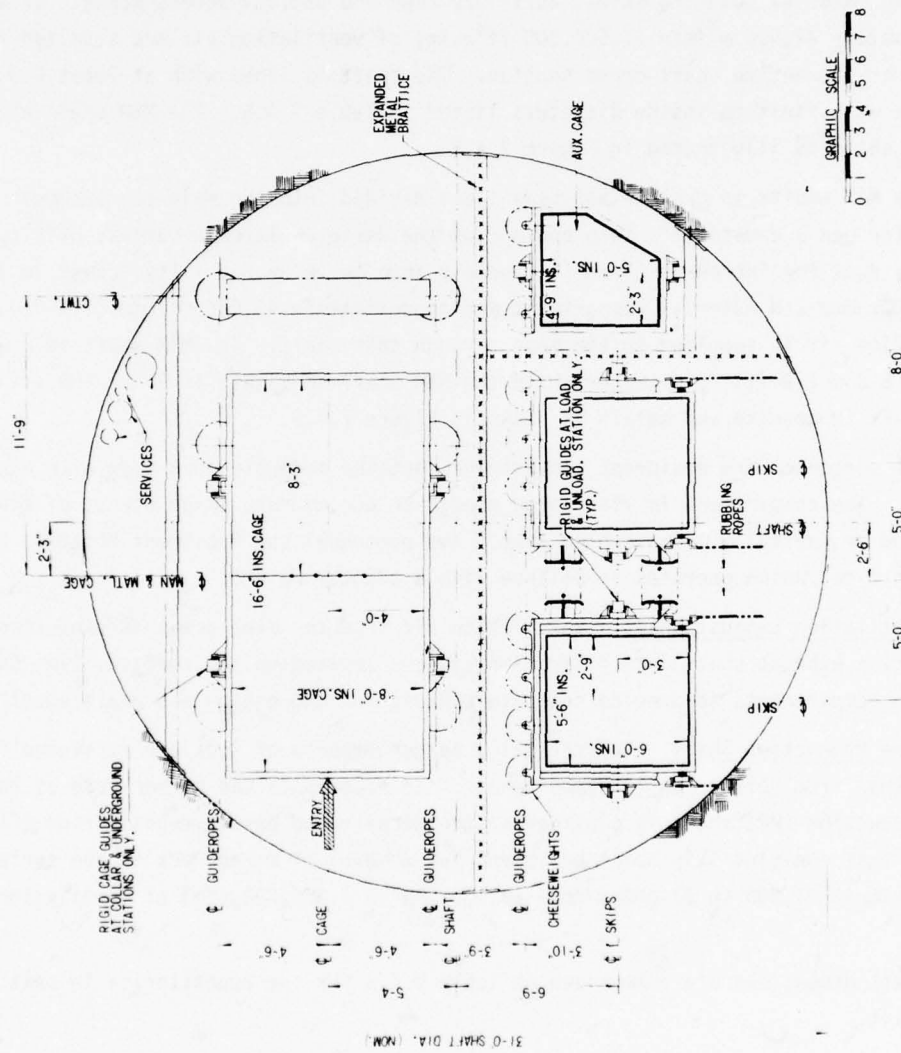 11'-9"
2'-3"
℄ CTMT.
EXPANDED
METAL
BRATTICE
RIGID CAGE GUIDES
AT COLLAR & UNDERGROUND
STATIONS ONLY.
℄ MAN & MATL. CAGE
SERVICES
16'-6 INS. CAGE
8'-3"
8'-0 INS. CAGE
4'-0
℄ GUIDEROPES
ENTRY
℄ CAGE
℄ GUIDEROPES
℄ SHAFT
℄ GUIDEROPES
CHEESEWEIGHTS
℄ SKIPS
4'-6"
4'-6"
5-4
3'-9"
3'-10"
6-9
31'-0 SHAFT DIA. (NOM.)
AUX. CAGE
4'-9 INS.
5-0 INS.
2'-3"
RIGID GUIDES AT LOAD
& UNLOAD. STATION ONLY
(TYP.)
5'-6" INS.
2'-9"
6'-0 INS.
3-0
RUBBING
ROPES
℄ SKIP
℄ SHAFT
℄ SKIP
2'-6"
5-0
5-0"
8-0
GRAPHIC SCALE
0 1 2 3 4 5 6 7 8